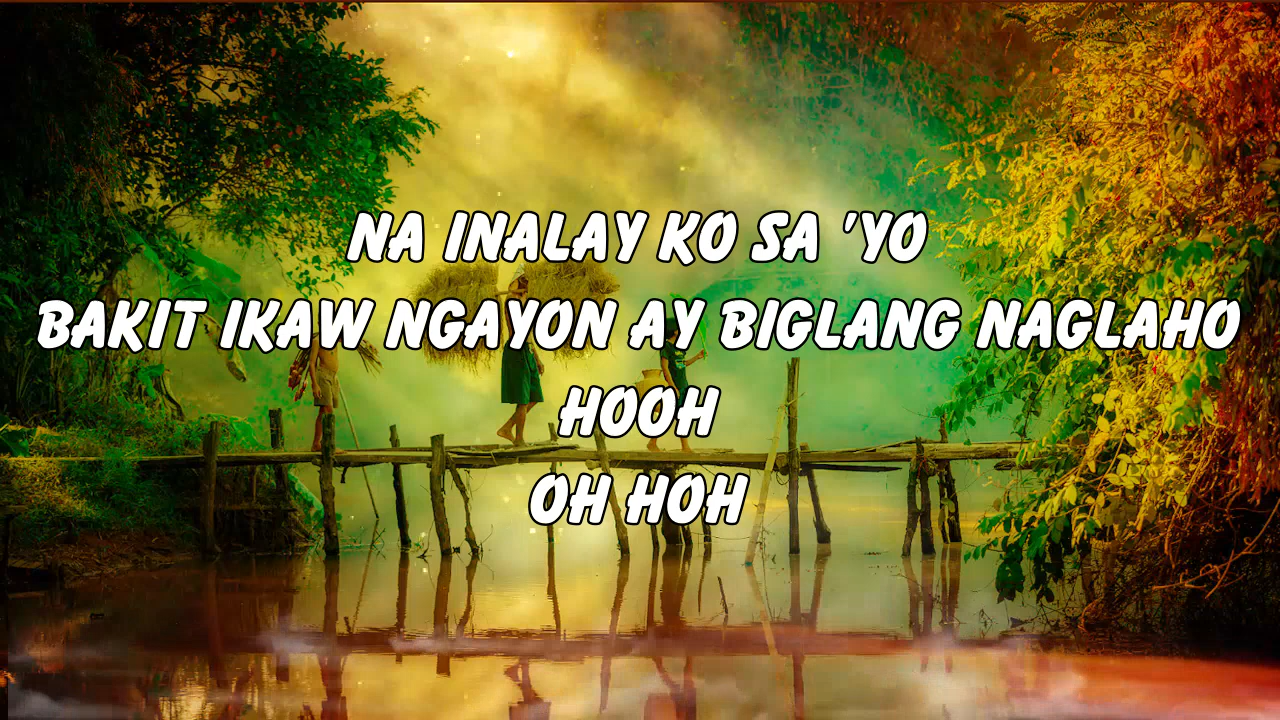 NA INALAY KO SA 'YO
BAKIT IKAW NGAYON AY BIGLANG NAGLAHO
HOOH
OH HOH